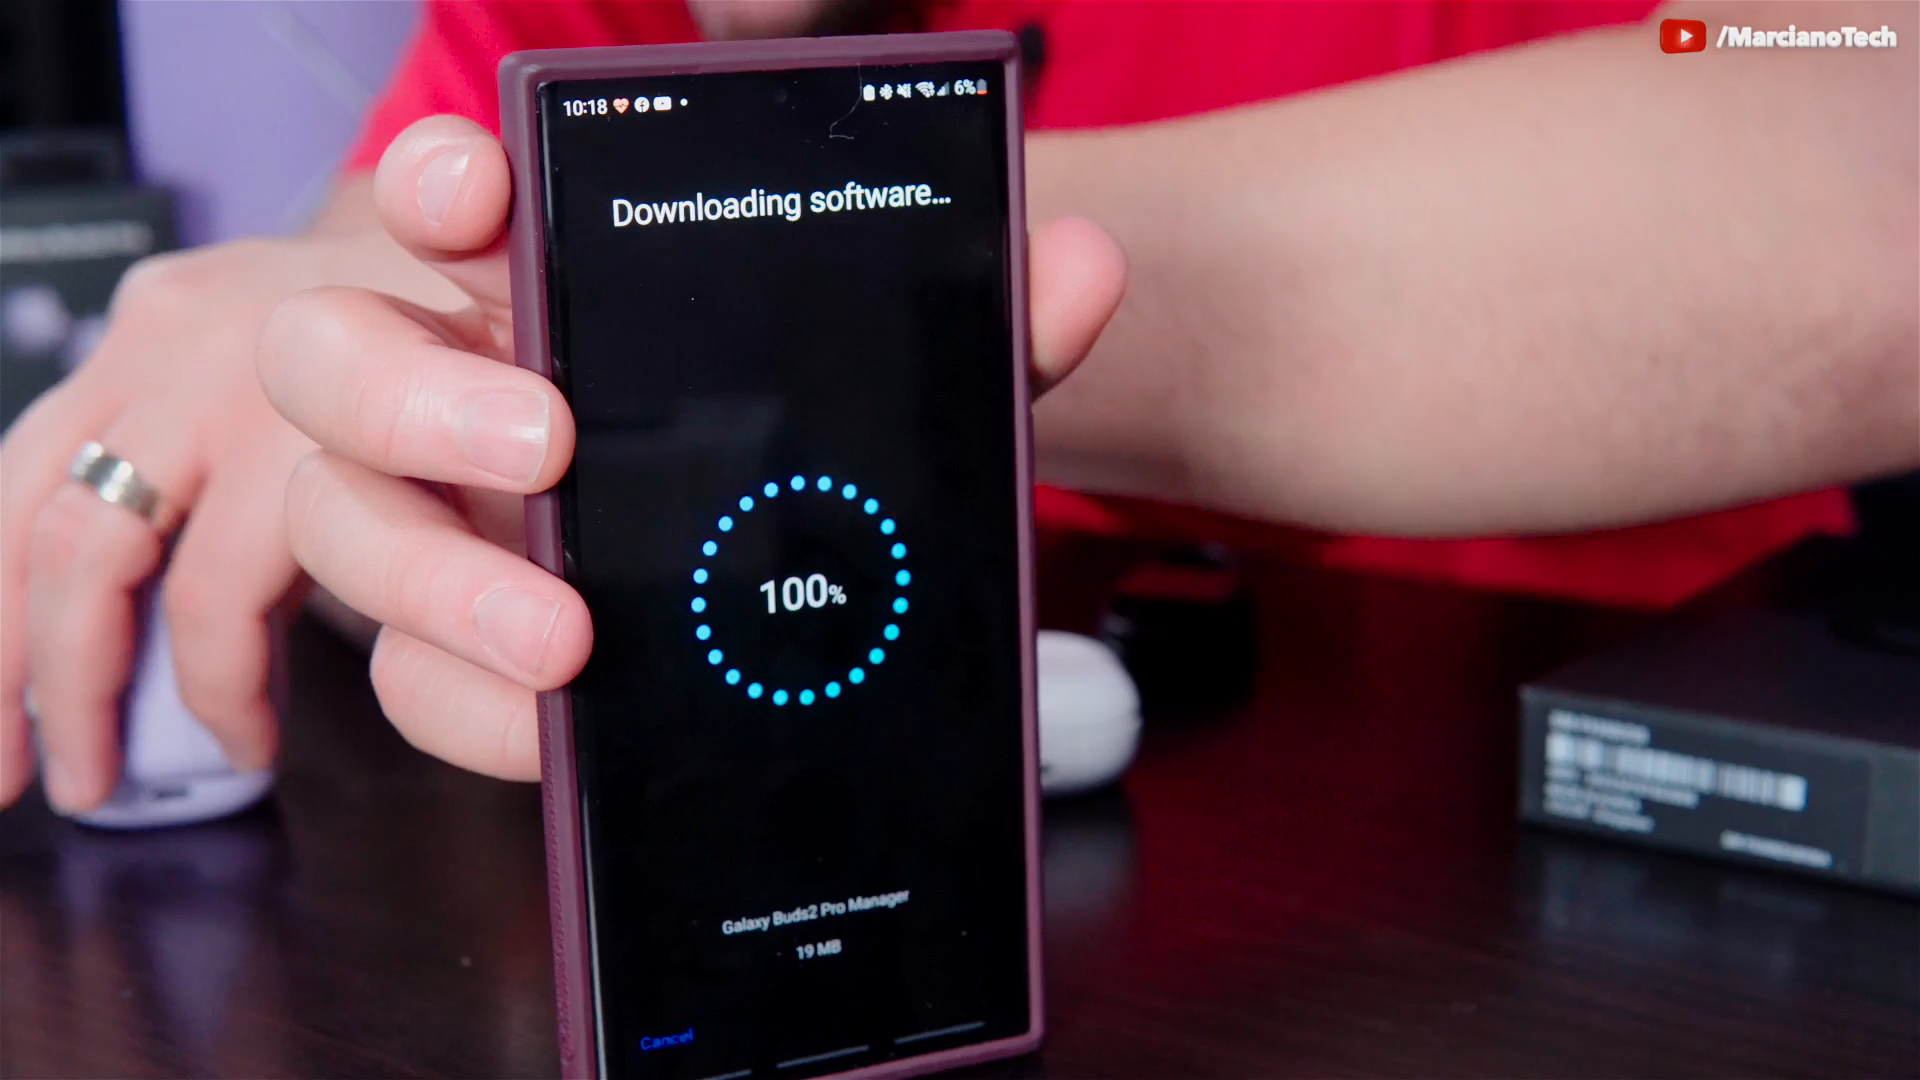 /MarcianoTech
10:18
6%
Downloading software...
100%
Galaxy Buds2 Pro Manager
19 MB
Cancel